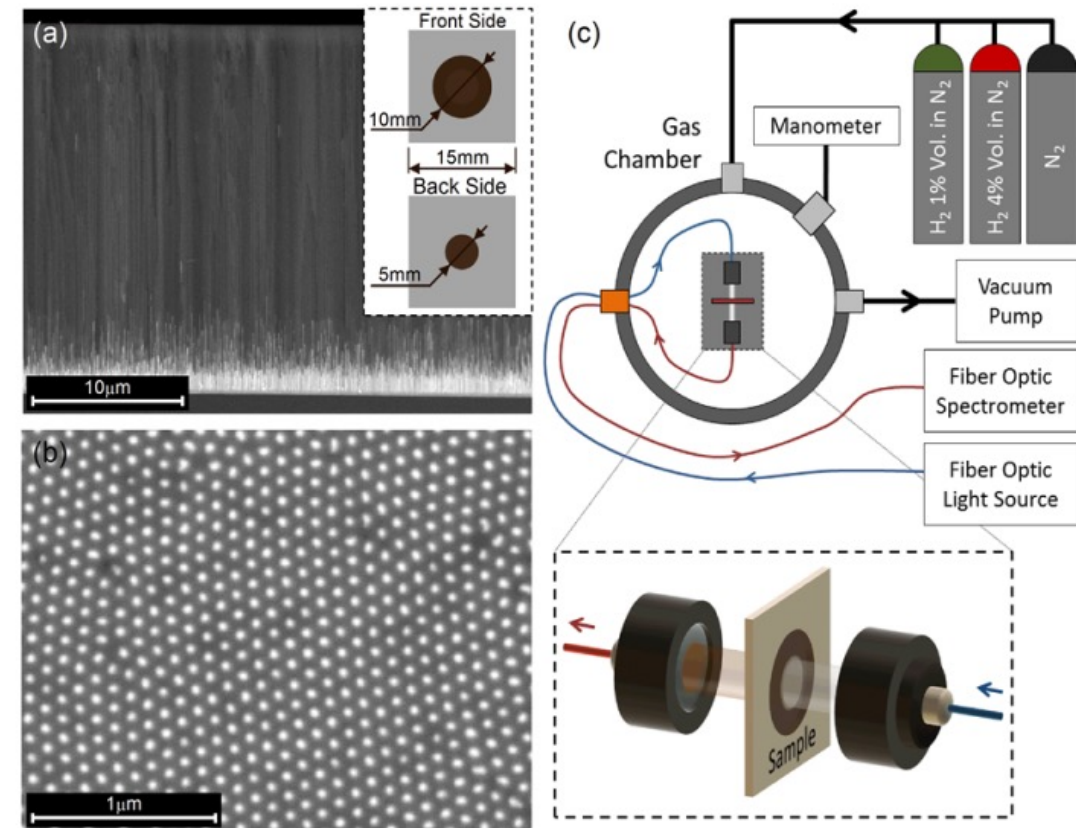 (a)
Front Side
10mm
15mm
Back Side
5mm
10μm
(b)
1μm
(c)
Gas
Chamber
Manometer
H₂ 1% Vol. in N₂
H₂ 4% Vol. in N₂
N₂
Vacuum
Pump
Fiber Optic
Spectrometer
Fiber Optic
Light Source
Sample